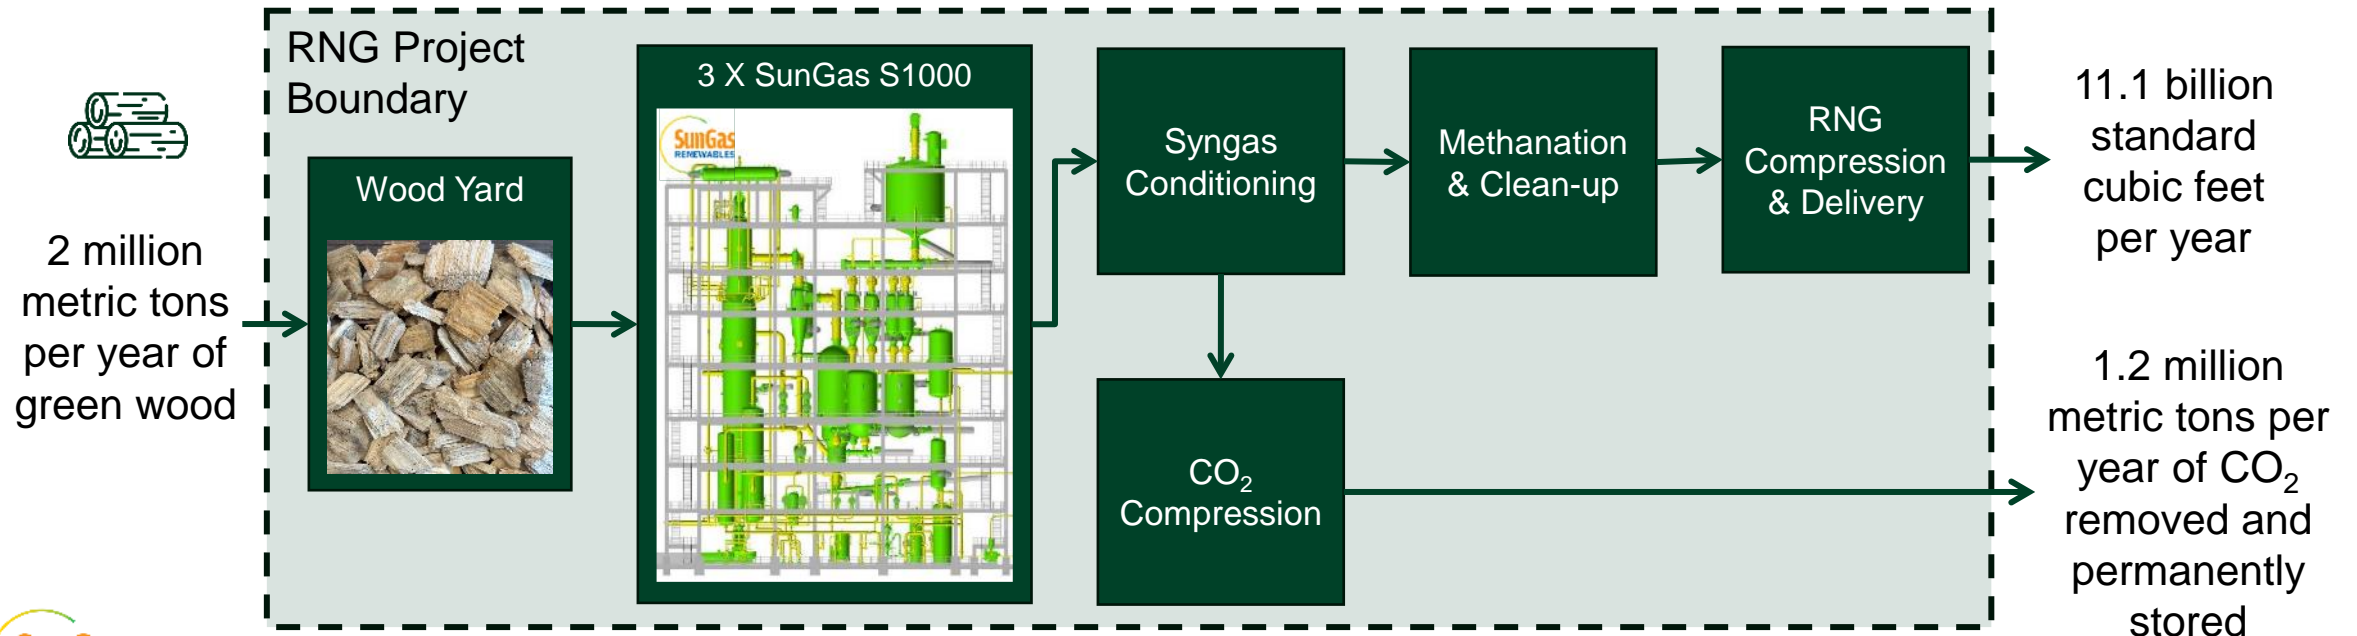 RNG Project
Boundary
2 million
metric tons
per year of
green wood
Wood Yard
3 X SunGas S1000
SunGas
RENEWABLES
Syngas
Conditioning
Methanation
& Clean-up
RNG
Compression
& Delivery
CO₂
Compression
11.1 billion
standard
cubic feet
per year
1.2 million
metric tons per
year of CO₂
removed and
permanently
stored